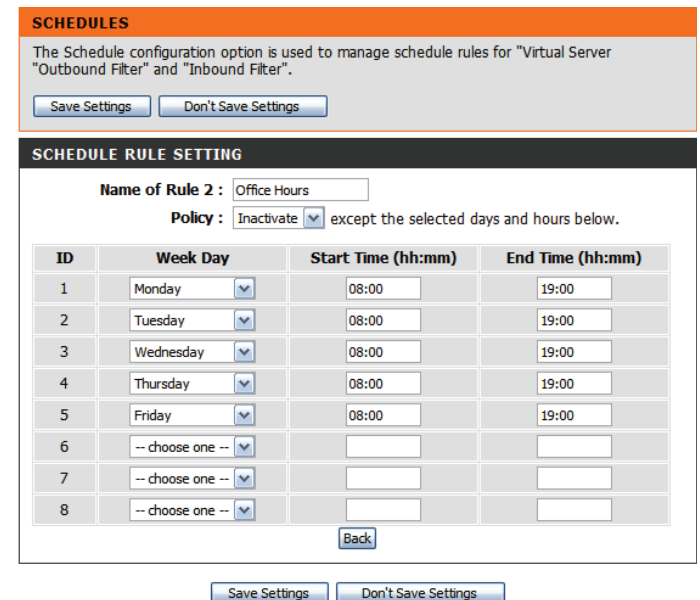 SCHEDULES
The Schedule configuration option is used to manage schedule rules for "Virtual Server
"Outbound Filter" and "Inbound Filter".
Save Settings Don't Save Settings
SCHEDULE RULE SETTING
Name of Rule 2 : Office Hours
Policy : Inactivate except the selected days and hours below.
ID Week Day Start Time (hh:mm) End Time (hh:mm)
1 Monday 08:00 19:00
2 Tuesday 08:00 19:00
3 Wednesday 08:00 19:00
4 Thursday 08:00 19:00
5 Friday 08:00 19:00
6 -- choose one --
7 -- choose one --
8 -- choose one --
Back
Save Settings Don't Save Settings